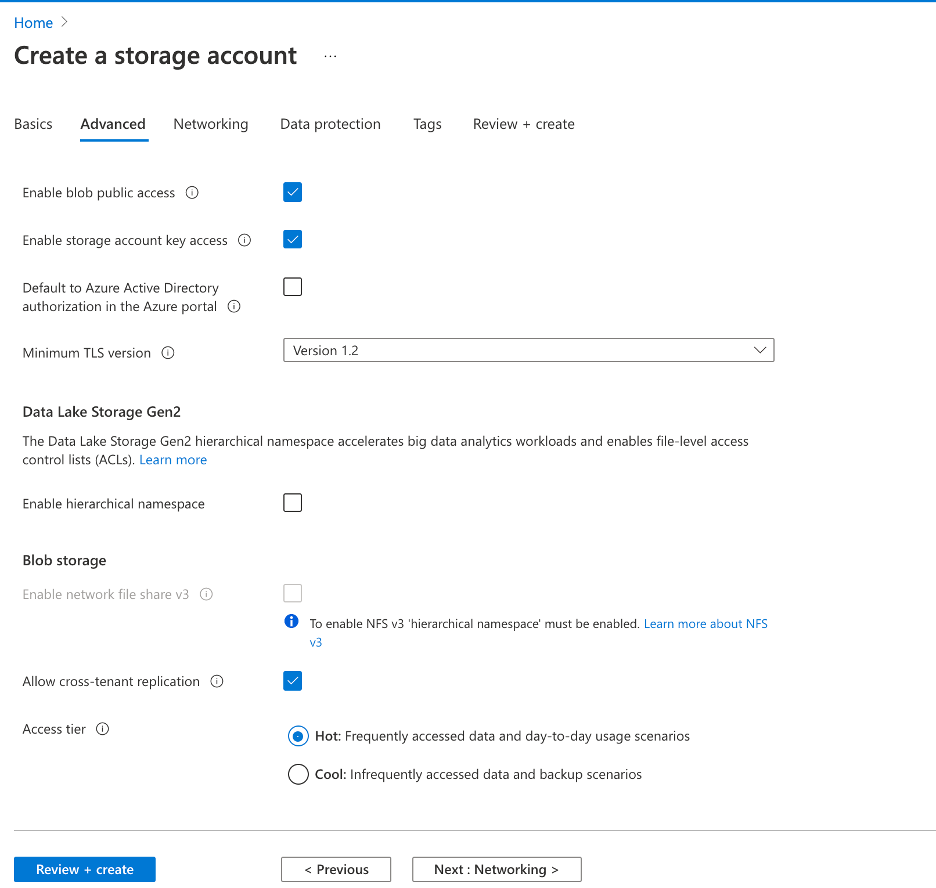 Home >
Create a storage account ...
Basics Advanced Networking Data protection Tags Review + create
Enable blob public access
Enable storage account key access
Default to Azure Active Directory
authorization in the Azure portal
Minimum TLS version Version 1.2
Data Lake Storage Gen2
The Data Lake Storage Gen2 hierarchical namespace accelerates big data analytics workloads and enables file-level access
control lists (ACLs). Learn more
Enable hierarchical namespace
Blob storage
Enable network file share v3
To enable NFS v3 'hierarchical namespace' must be enabled. Learn more about NFS
v3
Allow cross-tenant replication
Access tier
Hot: Frequently accessed data and day-to-day usage scenarios
Cool: Infrequently accessed data and backup scenarios
Review + create < Previous Next : Networking >